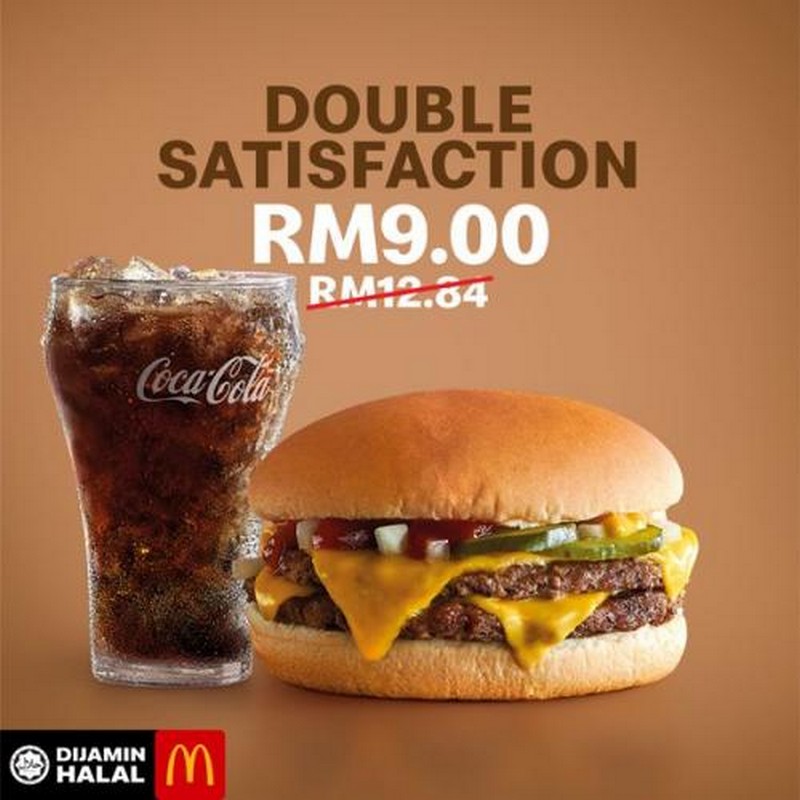 DOUBLE
SATISFACTION
RM9.00
RM12.84
Coca-Cola
DIJAMIN
HALAL